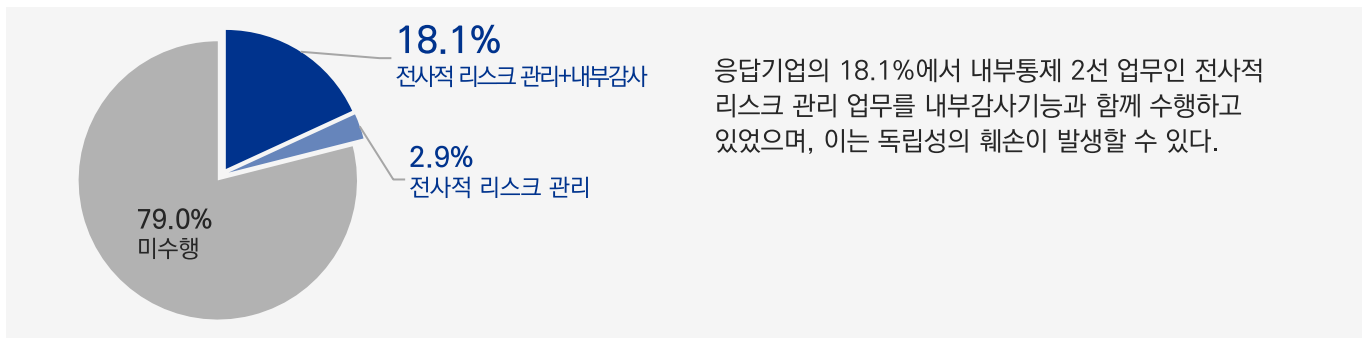 18.1%
전사적 리스크 관리+내부감사
2.9%
전사적 리스크 관리
79.0%
미수행
응답기업의 18.1%에서 내부통제 2선 업무인 전사적
리스크 관리 업무를 내부감사기능과 함께 수행하고
있었으며, 이는 독립성의 훼손이 발생할 수 있다.